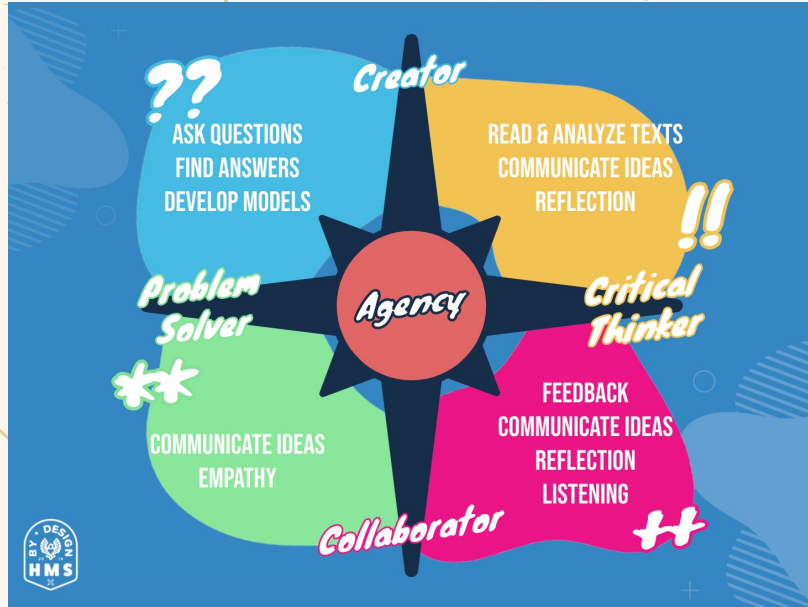 ??
Creator
ASK QUESTIONS
FIND ANSWERS
DEVELOP MODELS
READ & ANALYZE TEXTS
COMMUNICATE IDEAS
REFLECTION
!!
Problem
Solver
Agency
Critical
Thinker
**
COMMUNICATE IDEAS
EMPATHY
FEEDBACK
COMMUNICATE IDEAS
REFLECTION
LISTENING
Collaborator
++
BY · DESIGN
HMS